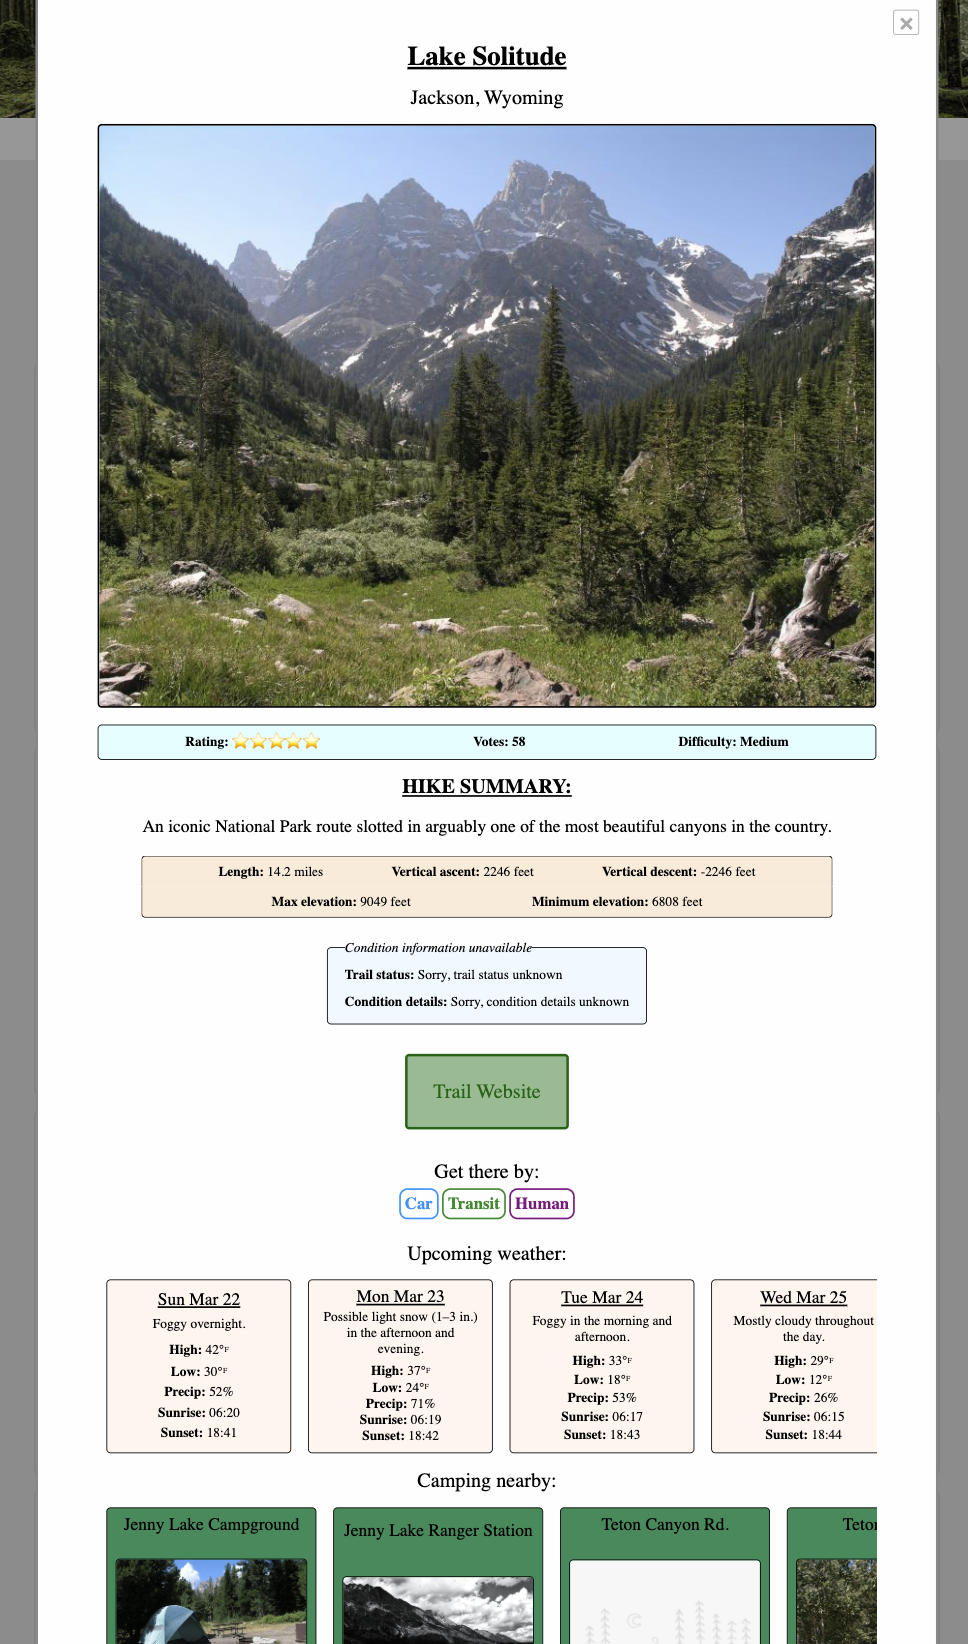 ×
Lake Solitude
Jackson, Wyoming
Rating: ⭐⭐⭐⭐⭐ Votes: 58 Difficulty: Medium
HIKE SUMMARY:
An iconic National Park route slotted in arguably one of the most beautiful canyons in the country.
Length: 14.2 miles Vertical ascent: 2246 feet Vertical descent: -2246 feet
Max elevation: 9049 feet Minimum elevation: 6808 feet
Condition information unavailable
Trail status: Sorry, trail status unknown
Condition details: Sorry, condition details unknown
Trail Website
Get there by:
Car Transit Human
Upcoming weather:
Sun Mar 22
Foggy overnight.
High: 42°F
Low: 30°F
Precip: 52%
Sunrise: 06:20
Sunset: 18:41
Mon Mar 23
Possible light snow (1–3 in.)
in the afternoon and
evening.
High: 37°F
Low: 24°F
Precip: 71%
Sunrise: 06:19
Sunset: 18:42
Tue Mar 24
Foggy in the morning and
afternoon.
High: 33°F
Low: 18°F
Precip: 53%
Sunrise: 06:17
Sunset: 18:43
Wed Mar 25
Mostly cloudy throughout
the day.
High: 29°F
Low: 12°F
Precip: 26%
Sunrise: 06:15
Sunset: 18:44
Camping nearby:
Jenny Lake Campground
Jenny Lake Ranger Station
Teton Canyon Rd.